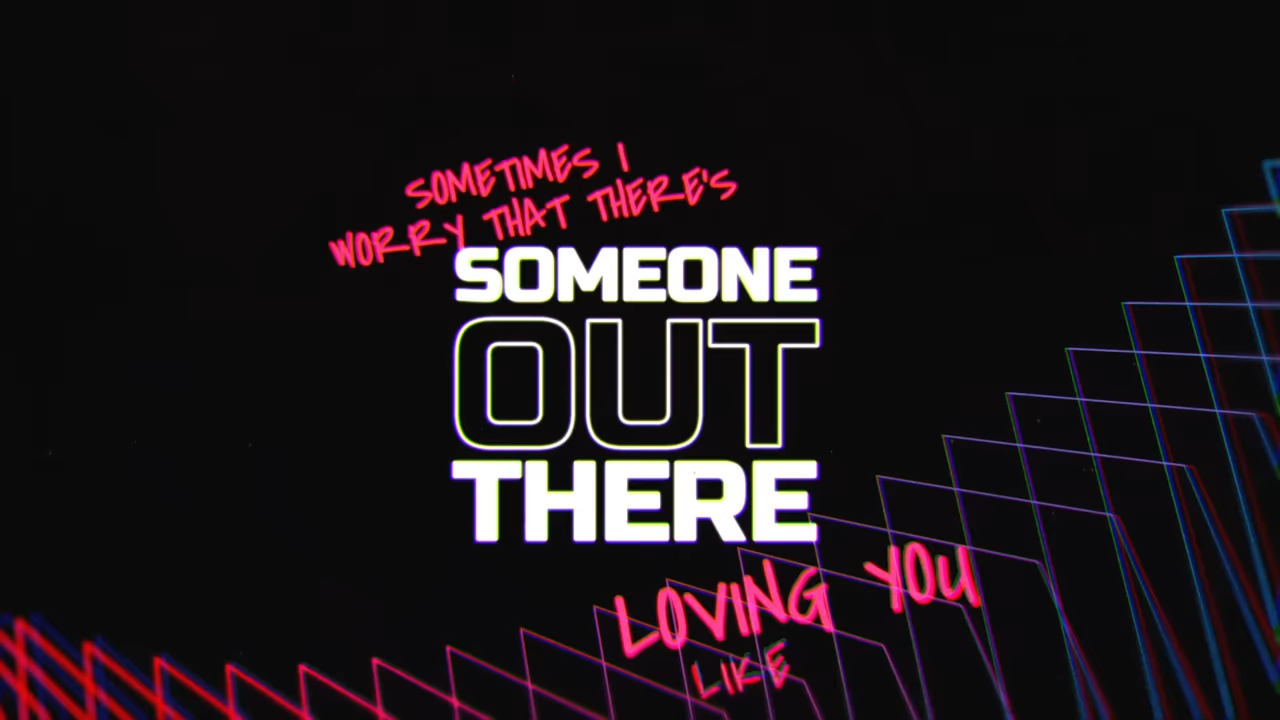 SOMETIMES I
WORRY THAT THERE'S
SOMEONE
OUT
THERE
LOVING YOU
LIKE